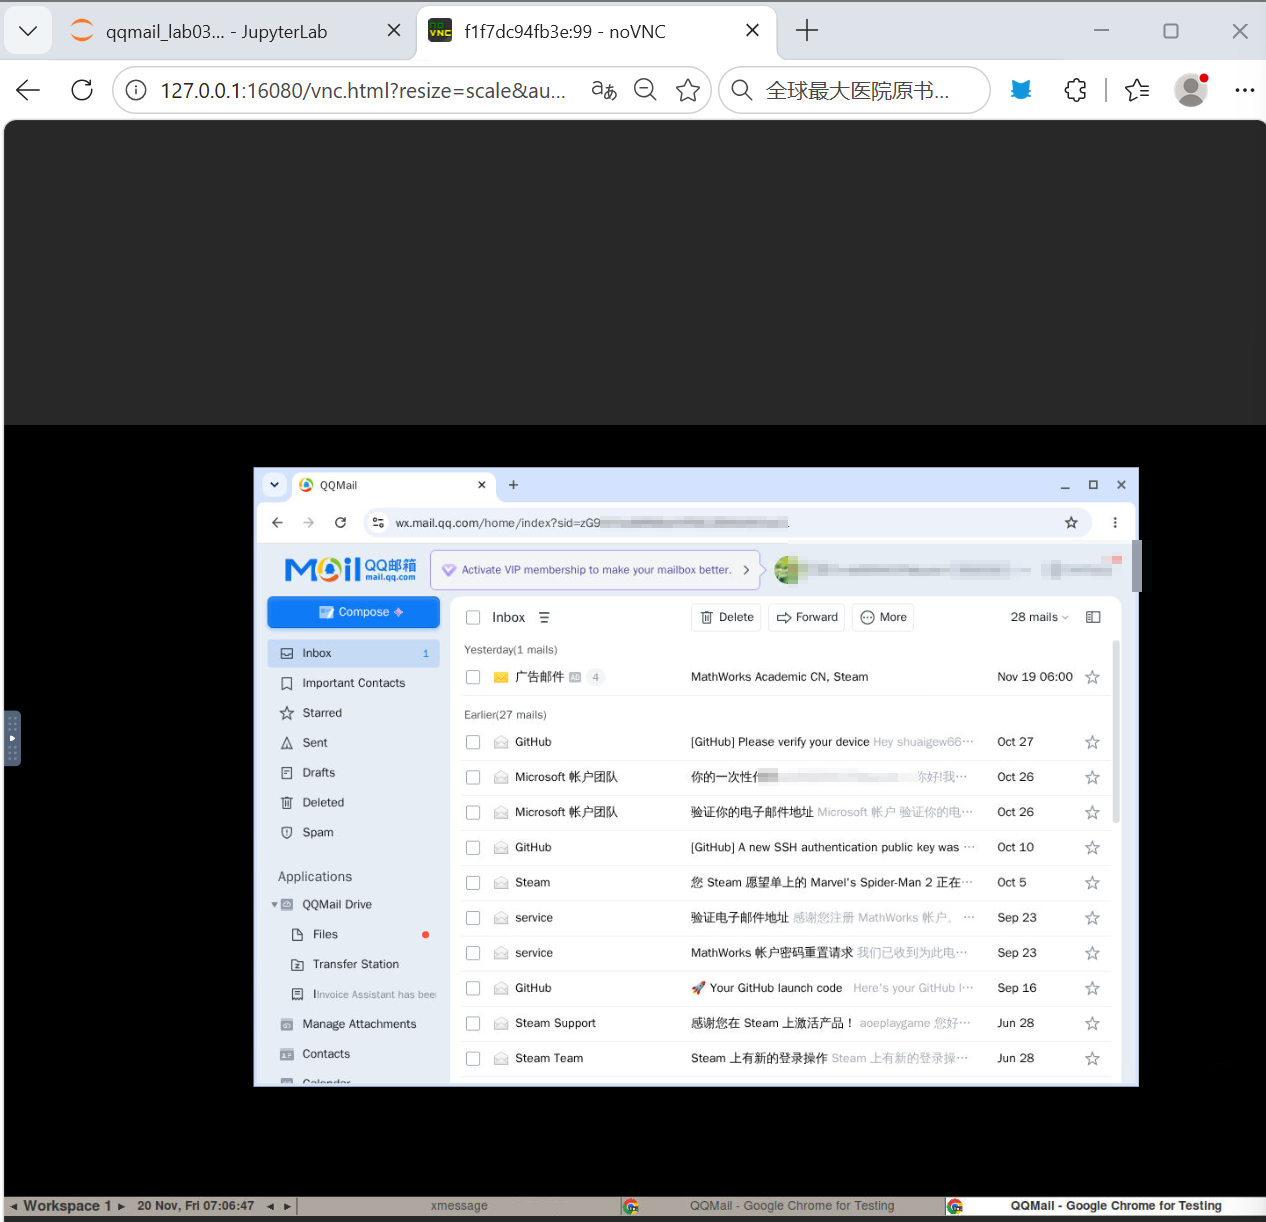 qqmail_lab03... - JupyterLab
f1f7dc94fb3e:99 - noVNC
127.0.0.1:16080/vnc.html?resize=scale&au...
全球最大医院原书...
QQMail
wx.mail.qq.com/home/index?sid=zG9
Mail QQ邮箱
mail.qq.com
Activate VIP membership to make your mailbox better.
Compose
Inbox
Delete
Forward
More
28 mails
Inbox 1
Important Contacts
Starred
Sent
Drafts
Deleted
Spam
Applications
QQMail Drive
Files
Transfer Station
Invoice Assistant has been
Manage Attachments
Contacts
Calendar
Yesterday(1 mails)
广告邮件 AD 4 MathWorks Academic CN, Steam Nov 19 06:00
Earlier(27 mails)
GitHub [GitHub] Please verify your device Hey shuaigew66··· Oct 27
Microsoft 帐户团队 你的一次性 你好!我··· Oct 26
Microsoft 帐户团队 验证你的电子邮件地址 Microsoft 帐户 验证你的电··· Oct 26
GitHub [GitHub] A new SSH authentication public key was ··· Oct 10
Steam 您 Steam 愿望单上的 Marvel's Spider-Man 2 正在··· Oct 5
service 验证电子邮件地址 感谢您注册 MathWorks 帐户。 ··· Sep 23
service MathWorks 帐户密码重置请求 我们已收到为此电··· Sep 23
GitHub 🚀 Your GitHub launch code Here's your GitHub l··· Sep 16
Steam Support 感谢您在 Steam 上激活产品！ aoeplaygame 您好··· Jun 28
Steam Team Steam 上有新的登录操作 Steam 上有新的登录操··· Jun 28
Workspace 1 20 Nov, Fri 07:06:47 xmessage QQMail - Google Chrome for Testing QQMail - Google Chrome for Testing